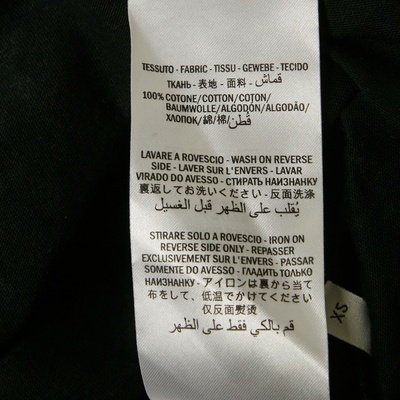 TESSUTO - FABRIC - TISSU - GEWEBE - TECIDO
ТКАНЬ - 表地 - 面料 - قماش
100% COTONE/COTTON/COTON/
BAUMWOLLE/ALGODÓN/ALGODÃO/
ХЛОПОК/綿/棉/ قُطن
LAVARE A ROVESCIO - WASH ON REVERSE
SIDE - LAVER SUR L'ENVERS - LAVAR
VIRADO DO AVESSO - СТИРАТЬ НАИЗНАНКУ
裏返してお洗いください - 反面洗涤
يُقلب على الظهر قبل الغسيل
STIRARE SOLO A ROVESCIO - IRON ON
REVERSE SIDE ONLY - REPASSER
EXCLUSIVEMENT SUR L'ENVERS - PASSAR
SOMENTE DO AVESSO - ГЛАДИТЬ ТОЛЬКО
НАИЗНАНКУ - アイロンは裏から当て
布をして、低温でかけてください
仅反面熨烫
قم بالكي فقط على الظهر
XS